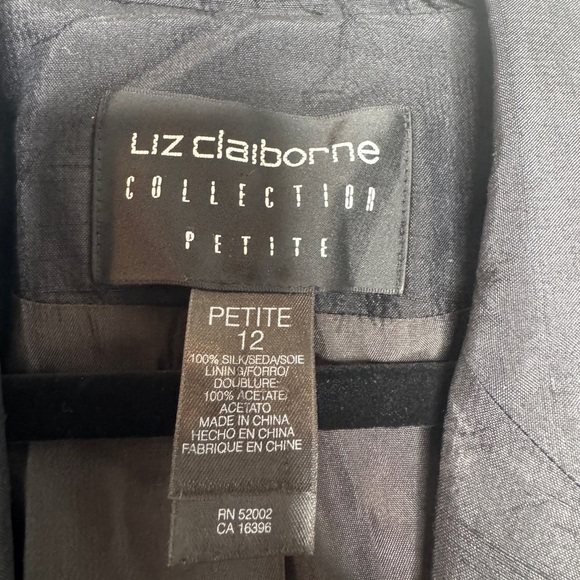 Liz claiborne
COLLECTION
PETITE
PETITE
12
100% SILK/SEDA/SOIE
LINING/FORRO/
DOUBLURE:
100% ACETATE/
ACETATO
MADE IN CHINA
HECHO EN CHINA
FABRIQUE EN CHINE
RN 52002
CA 16396